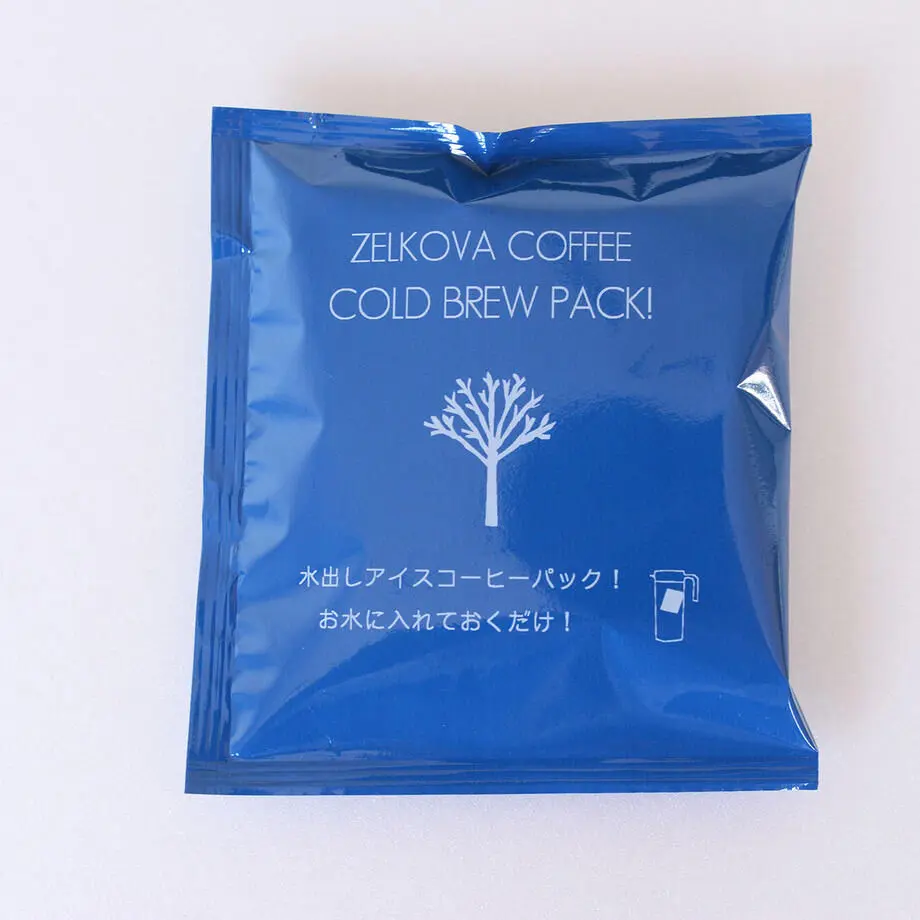 ZELKOVA COFFEE
COLD BREW PACK!
水出しアイスコーヒーパック！
お水に入れておくだけ！